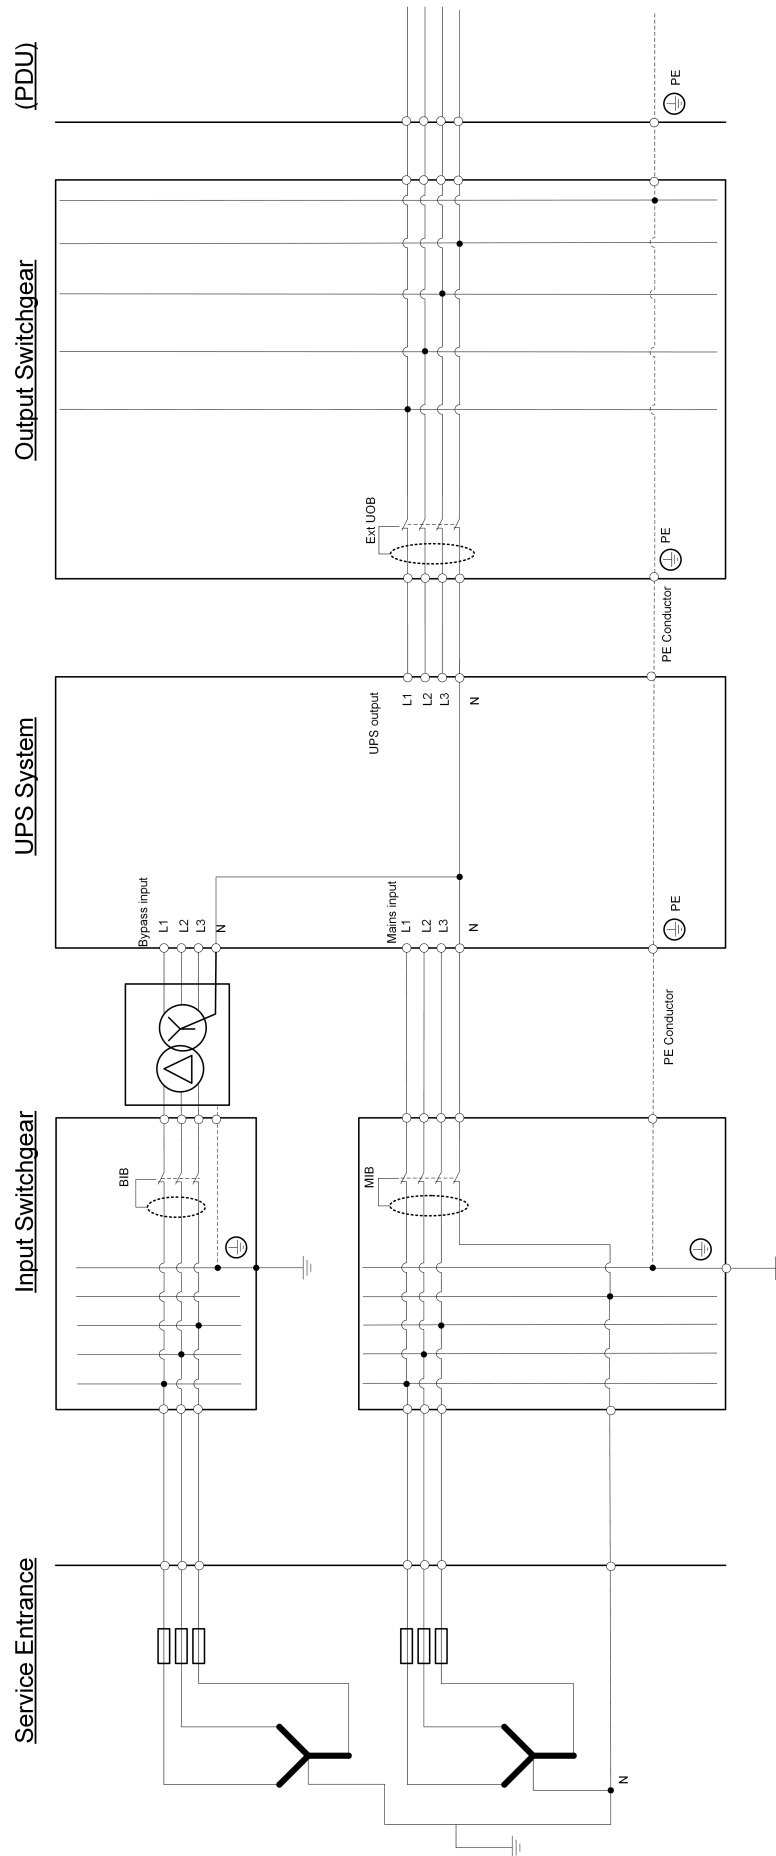 Service Entrance
Input Switchgear
UPS System
Output Switchgear
(PDU)
BIB
Bypass input
L1
L2
L3
N
MIB
Mains input
L1
L2
L3
N
UPS output
L1
L2
L3
N
Ext UOB
N
PE Conductor
PE
PE Conductor
PE
PE